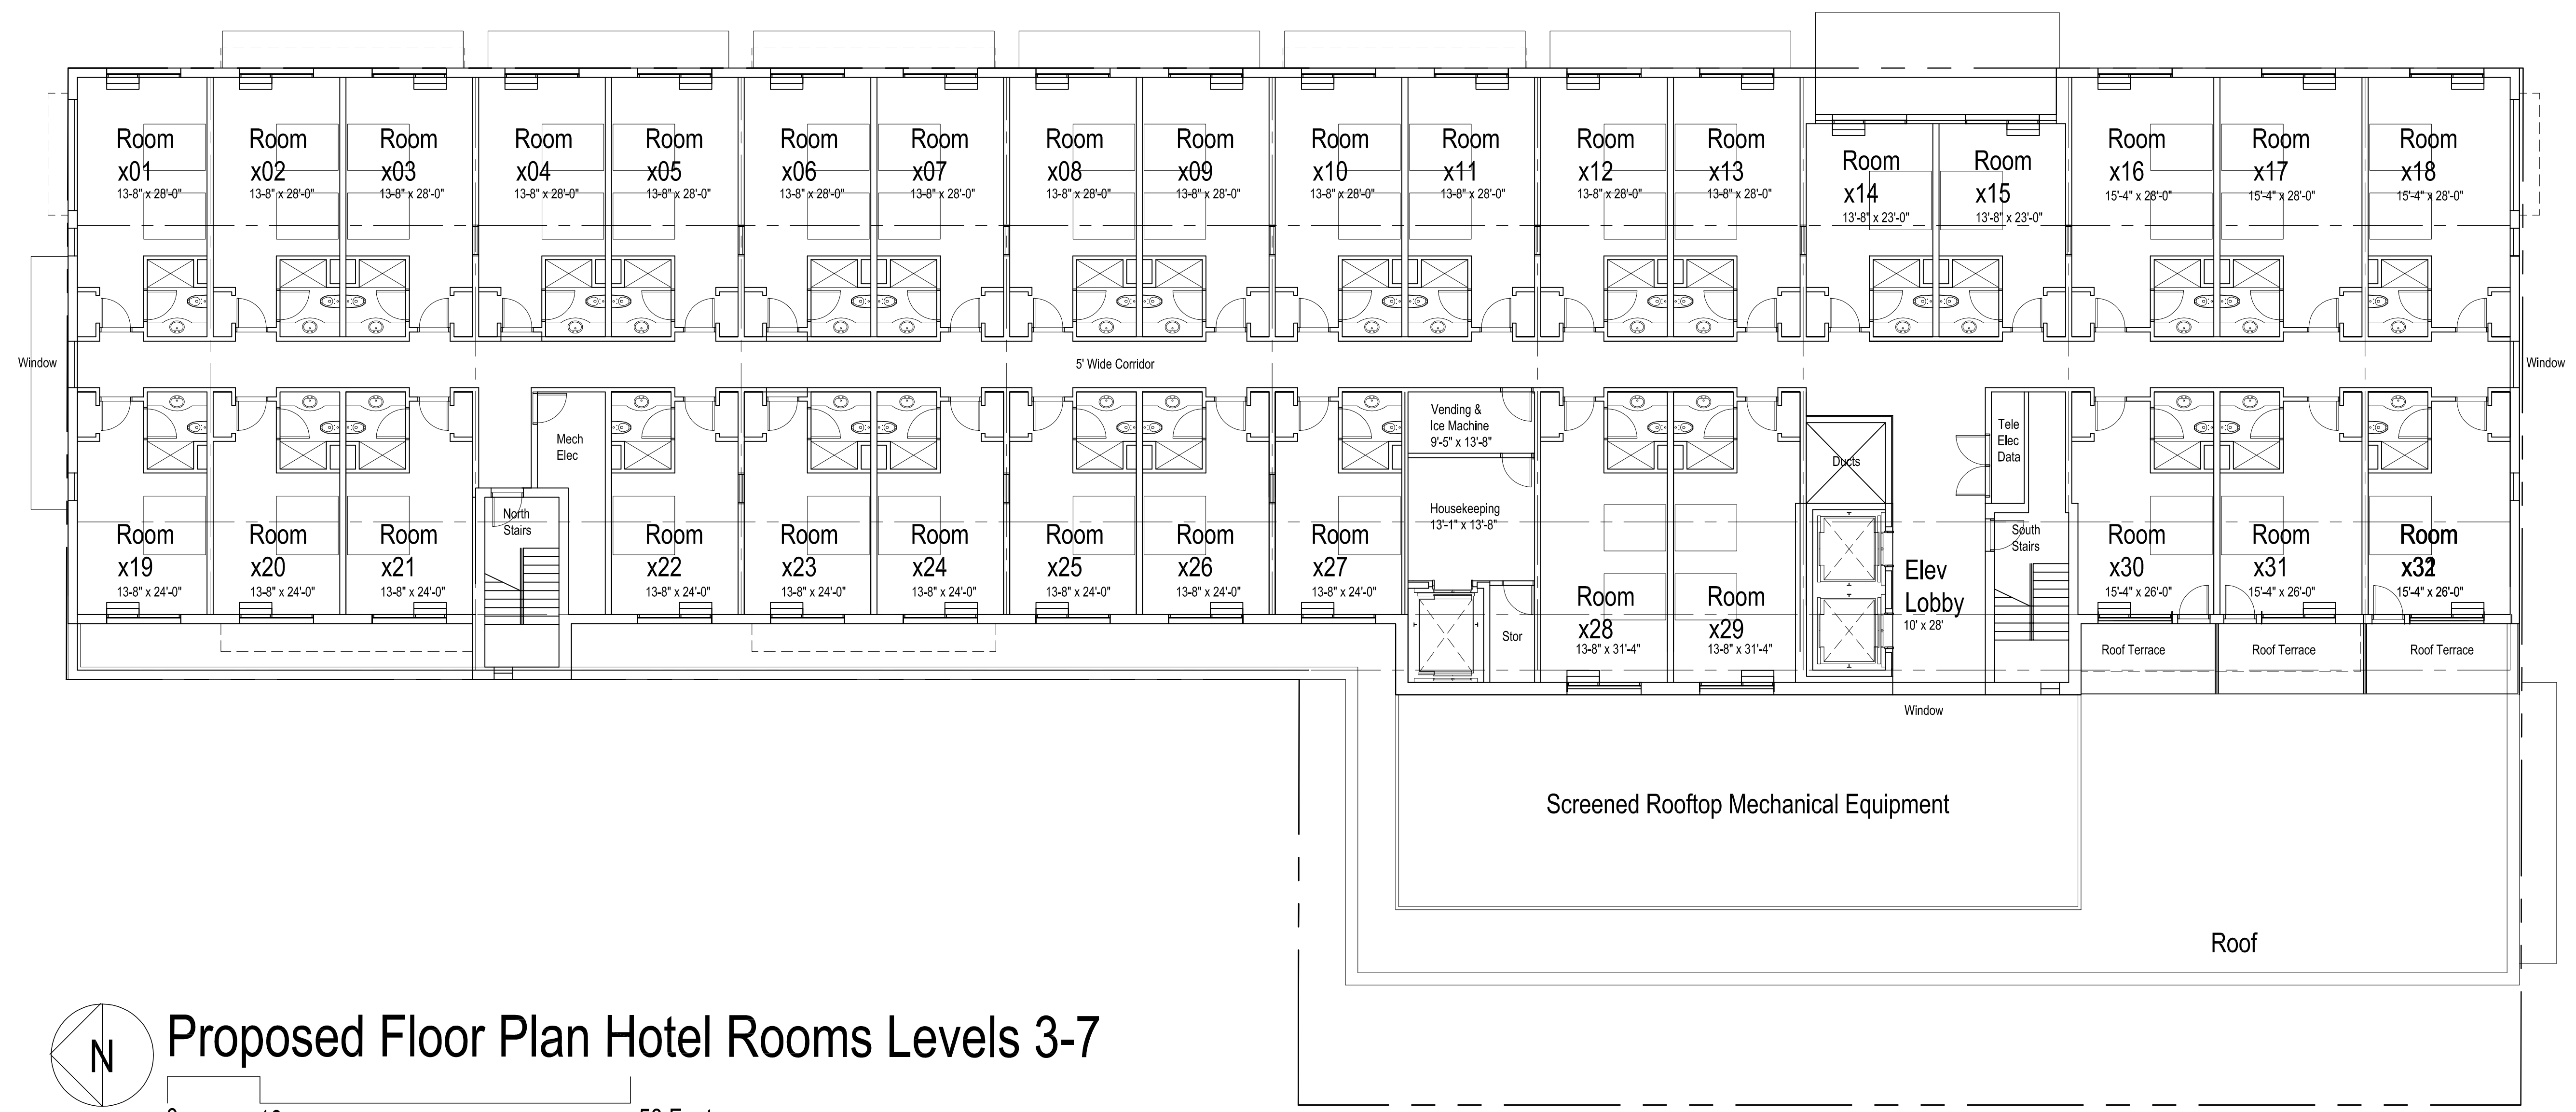 Room
x01
13-8" x 28'-0"
Room
x02
13-8" x 28'-0"
Room
x03
13-8" x 28'-0"
Room
x04
13-8" x 28'-0"
Room
x05
13-8" x 28'-0"
Room
x06
13-8" x 28'-0"
Room
x07
13-8" x 28'-0"
Room
x08
13-8" x 28'-0"
Room
x09
13-8" x 28'-0"
Room
x10
13-8" x 28'-0"
Room
x11
13-8" x 28'-0"
Room
x12
13-8" x 28'-0"
Room
x13
13-8" x 28'-0"
Room
x14
13'-8" x 23'-0"
Room
x15
13'-8" x 23'-0"
Room
x16
15'-4" x 28'-0"
Room
x17
15'-4" x 28'-0"
Room
x18
15'-4" x 28'-0"
Window
5' Wide Corridor
Window
Room
x19
13-8" x 24'-0"
Room
x20
13-8" x 24'-0"
Room
x21
13-8" x 24'-0"
Mech
Elec
North
Stairs
Room
x22
13-8" x 24'-0"
Room
x23
13-8" x 24'-0"
Room
x24
13-8" x 24'-0"
Room
x25
13-8" x 24'-0"
Room
x26
13-8" x 24'-0"
Room
x27
13-8" x 24'-0"
Vending &
Ice Machine
9'-5" x 13'-8"
Housekeeping
13'-1" x 13'-8"
Stor
Room
x28
13-8" x 31'-4"
Room
x29
13-8" x 31'-4"
Ducts
Elev
Lobby
10' x 28'
Tele
Elec
Data
South
Stairs
Room
x30
15'-4" x 26'-0"
Room
x31
15'-4" x 26'-0"
Room
15'-4" x 26'-0"
Roof Terrace
Roof Terrace
Roof Terrace
Window
Screened Rooftop Mechanical Equipment
Roof
N
Proposed Floor Plan Hotel Rooms Levels 3-7